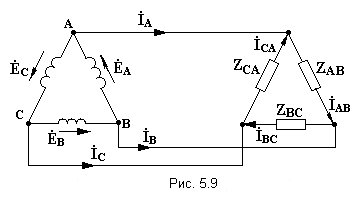 A
İ_A
İ_CA
Ė_C
Ė_A
Z_CA
Z_AB
C
B
Ė_B
Z_BC
İ_AB
İ_BC
İ_B
İ_C
Рис. 5.9